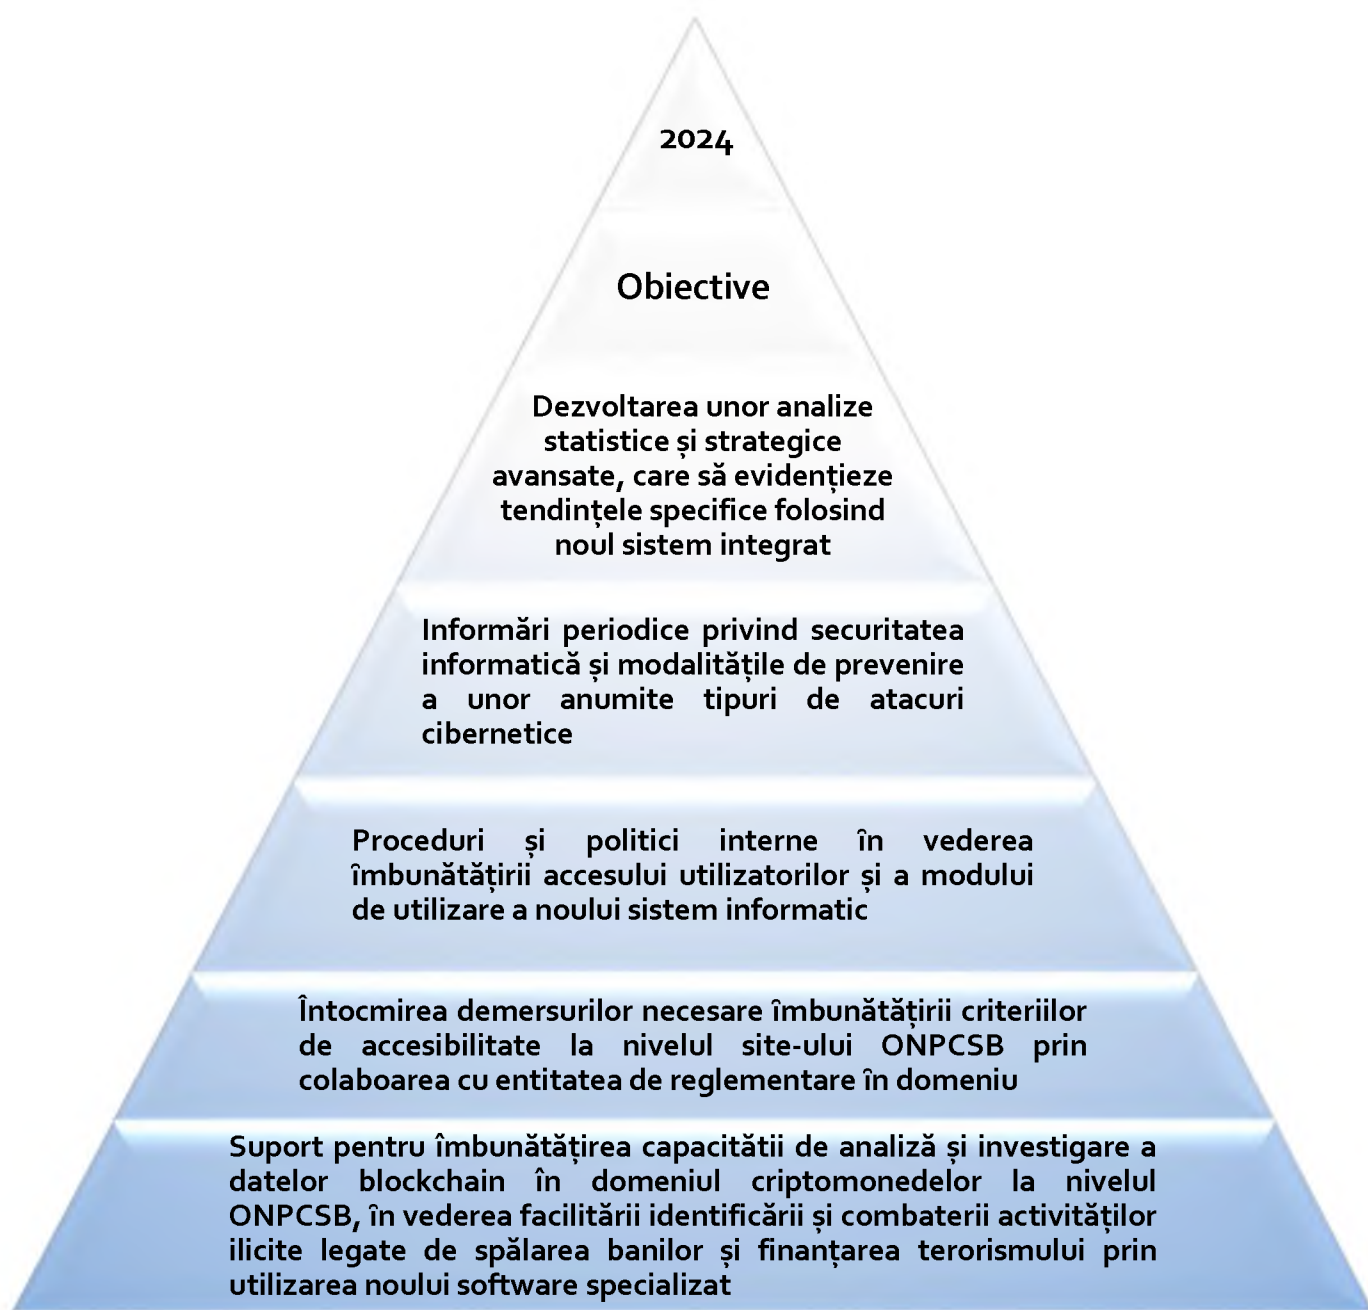 2024
Obiective
Dezvoltarea unor analize
statistice și strategice
avansate, care să evidențieze
tendințele specifice folosind
noul sistem integrat
Informări periodice privind securitatea
informatică și modalitățile de prevenire
a unor anumite tipuri de atacuri
cibernetice
Proceduri și politici interne în vederea
îmbunătățirii accesului utilizatorilor și a modului
de utilizare a noului sistem informatic
Întocmirea demersurilor necesare îmbunătățirii criteriilor
de accesibilitate la nivelul site-ului ONPCSB prin
colaboarea cu entitatea de reglementare în domeniu
Suport pentru îmbunătățirea capacitătii de analiză și investigare a
datelor blockchain în domeniul criptomonedelor la nivelul
ONPCSB, în vederea facilitării identificării și combaterii activităților
ilicite legate de spălarea banilor și finanțarea terorismului prin
utilizarea noului software specializat